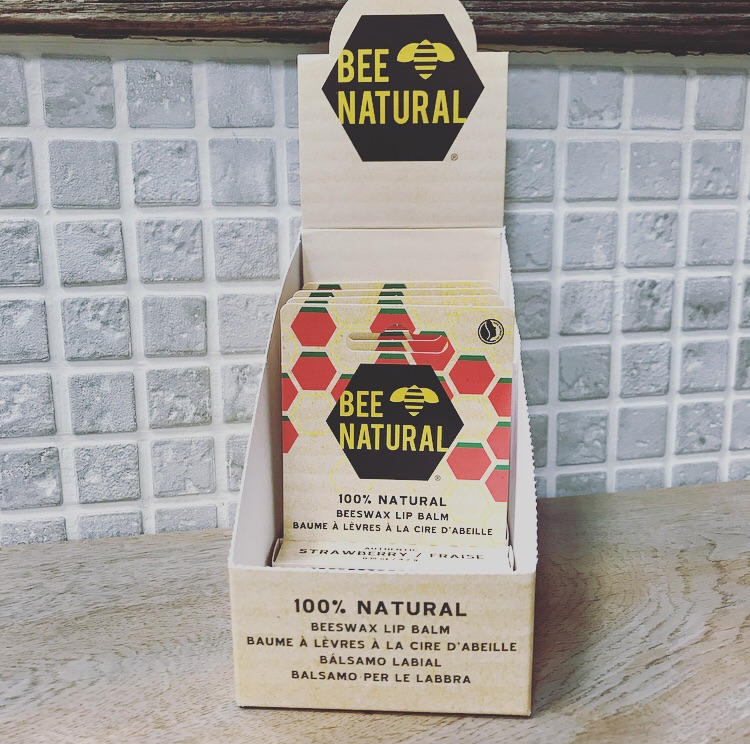 BEE
NATURAL
®
BEE
NATURAL
®
100% NATURAL
BEESWAX LIP BALM
BAUME À LÈVRES À LA CIRE D'ABEILLE
AUTHENTIC
STRAWBERRY / FRAISE
100% NATURAL
BEESWAX LIP BALM
BAUME À LÈVRES À LA CIRE D'ABEILLE
BÁLSAMO LABIAL
BALSAMO PER LE LABBRA